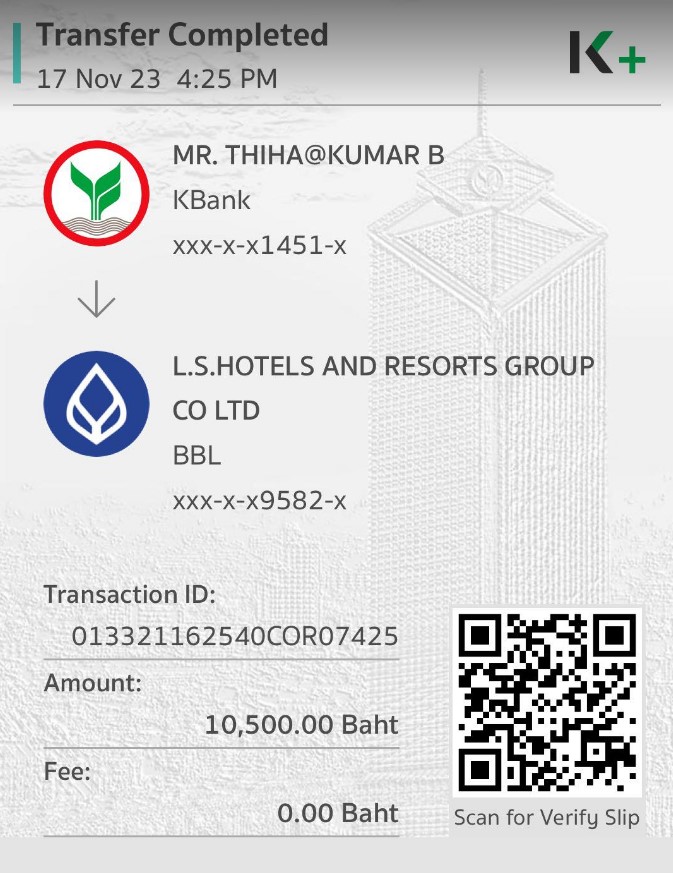 Transfer Completed
17 Nov 23 4:25 PM
K+
MR. THIHA@KUMAR B
KBank
xxx-x-x1451-x
L.S.HOTELS AND RESORTS GROUP
CO LTD
BBL
xxx-x-x9582-x
Transaction ID:
013321162540COR07425
Amount:
10,500.00 Baht
Fee:
0.00 Baht
Scan for Verify Slip